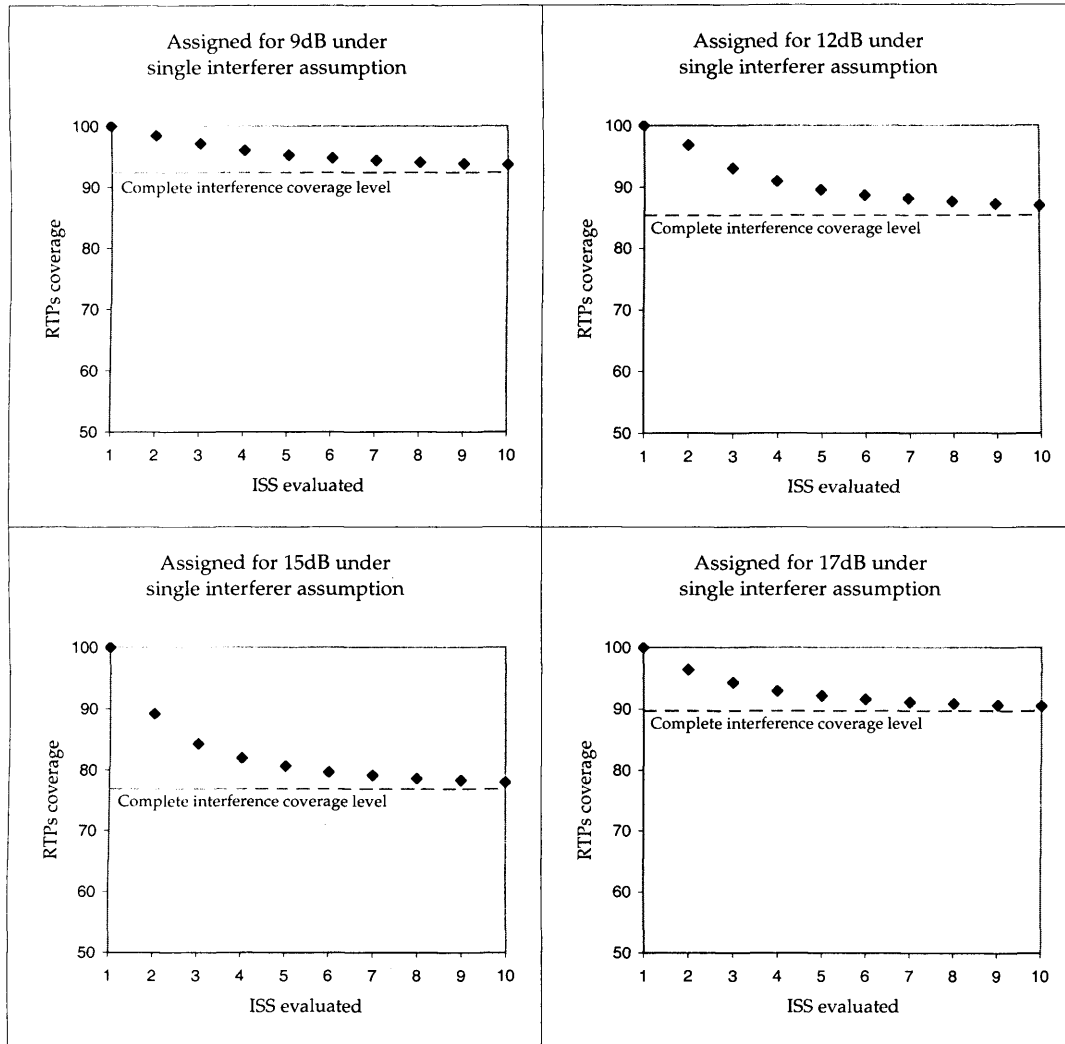 Assigned for 9dB under
single interferer assumption
100
90
80
70
60
50
RTPs coverage
Complete interference coverage level
1 2 3 4 5 6 7 8 9 10
ISS evaluated
Assigned for 12dB under
single interferer assumption
100
90
80
70
60
50
RTPs coverage
Complete interference coverage level
1 2 3 4 5 6 7 8 9 10
ISS evaluated
Assigned for 15dB under
single interferer assumption
100
90
80
70
60
50
RTPs coverage
Complete interference coverage level
1 2 3 4 5 6 7 8 9 10
ISS evaluated
Assigned for 17dB under
single interferer assumption
100
90
80
70
60
50
RTPs coverage
Complete interference coverage level
1 2 3 4 5 6 7 8 9 10
ISS evaluated